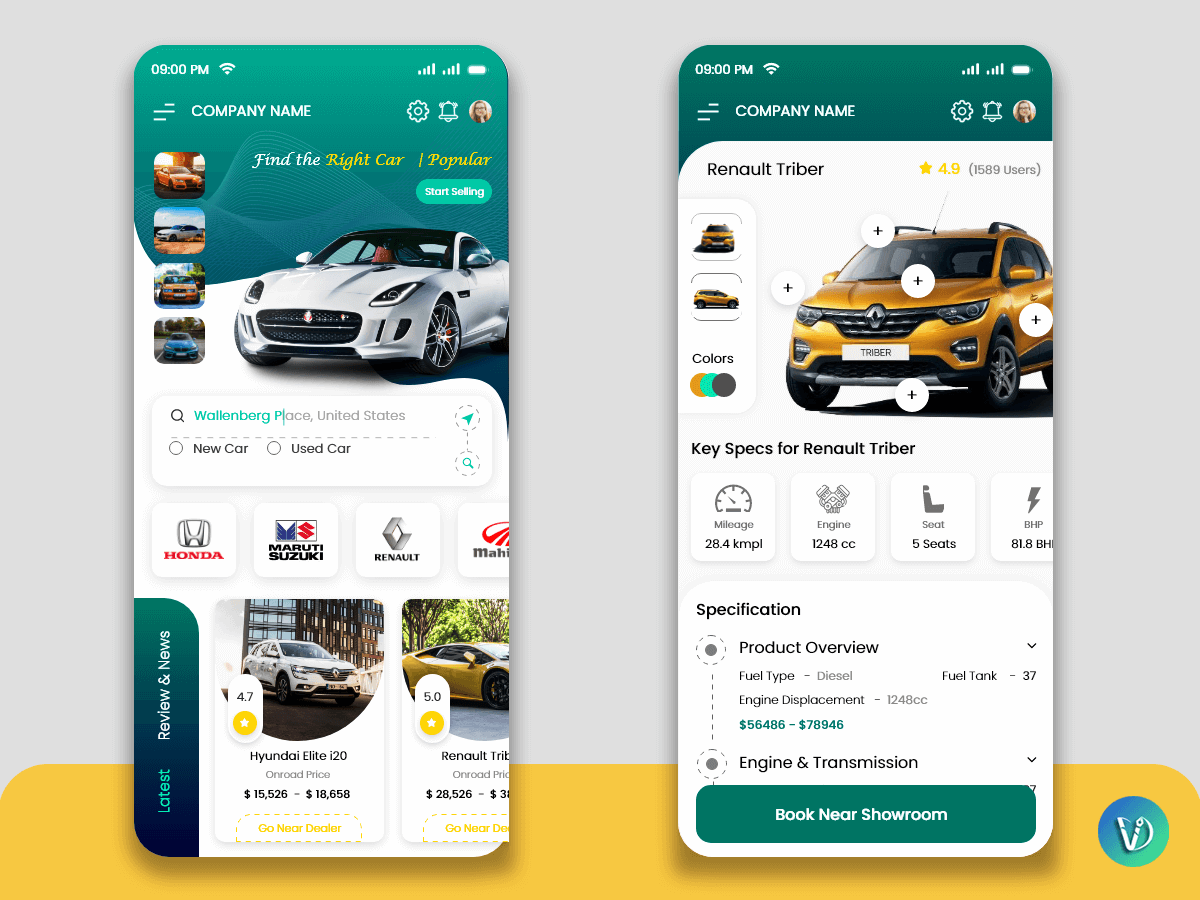 09:00 PM
COMPANY NAME
Find the Right Car | Popular
Start Selling
Wallenberg Place, United States
New Car Used Car
HONDA
MARUTI
SUZUKI
RENAULT
Mahi
Latest Review & News
4.7
Hyundai Elite i20
Onroad Price
$ 15,526 - $ 18,658
Go Near Dealer
5.0
Renault Trib
Onroad Pric
$ 28,526 - $ 38
Go Near De
09:00 PM
COMPANY NAME
Renault Triber 4.9 (1589 Users)
TRIBER
Colors
Key Specs for Renault Triber
Mileage
28.4 kmpl
Engine
1248 cc
Seat
5 Seats
BHP
81.8 BH
Specification
Product Overview
Fuel Type - Diesel Fuel Tank - 37
Engine Displacement - 1248cc
$56486 - $78946
Engine & Transmission
Book Near Showroom